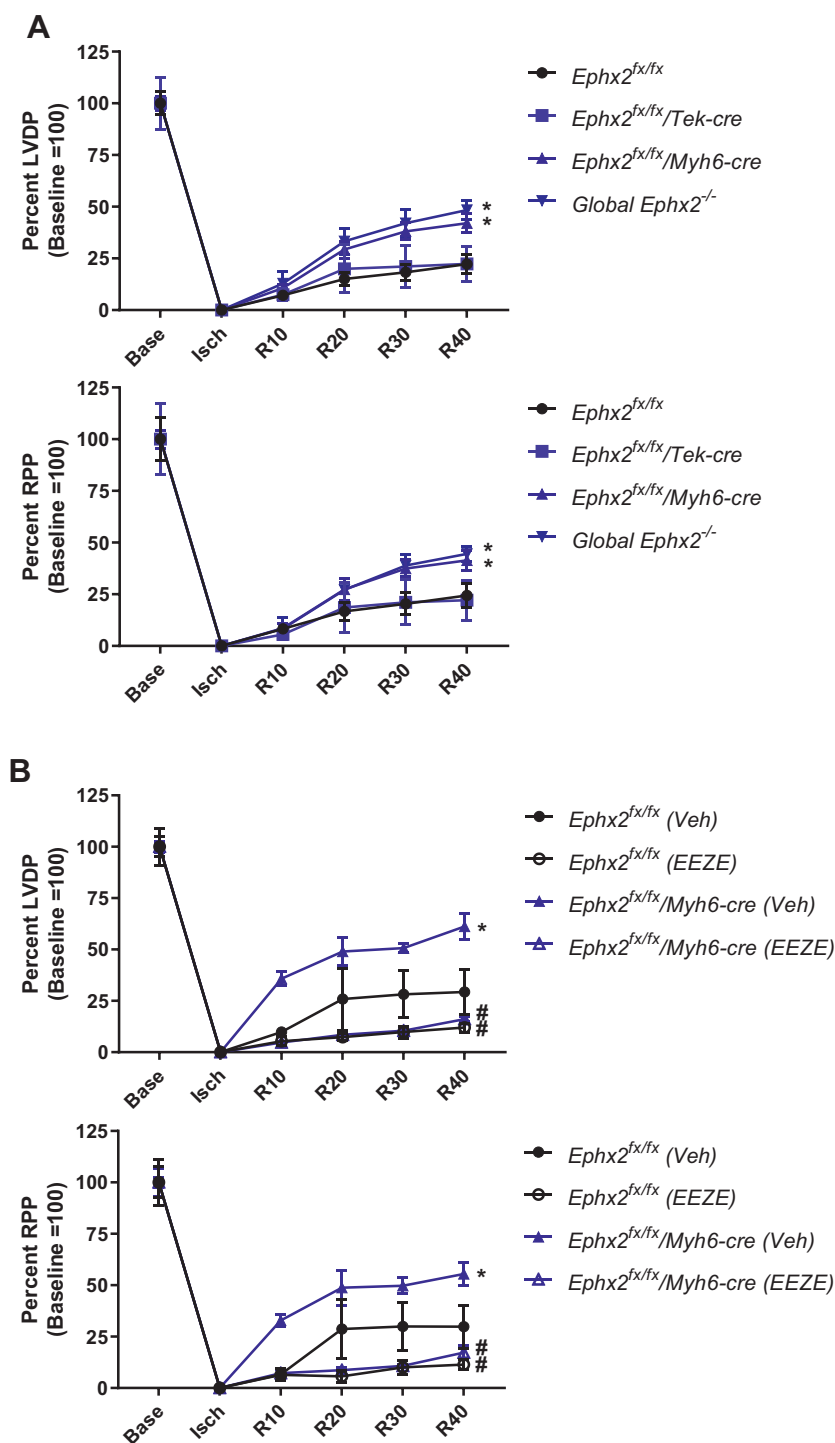 A
Percent LVDP
(Baseline =100)
125
100
75
50
25
0
Base
Isch
R10
R20
R30
R40
*
*
Ephx2fx/fx
Ephx2fx/fx/Tek-cre
Ephx2fx/fx/Myh6-cre
Global Ephx2-/-
Percent RPP
(Baseline =100)
125
100
75
50
25
0
Base
Isch
R10
R20
R30
R40
*
*
Ephx2fx/fx
Ephx2fx/fx/Tek-cre
Ephx2fx/fx/Myh6-cre
Global Ephx2-/-
B
Percent LVDP
(Baseline =100)
125
100
75
50
25
0
Base
Isch
R10
R20
R30
R40
*
#
#
Ephx2fx/fx (Veh)
Ephx2fx/fx (EEZE)
Ephx2fx/fx/Myh6-cre (Veh)
Ephx2fx/fx/Myh6-cre (EEZE)
Percent RPP
(Baseline =100)
125
100
75
50
25
0
Base
Isch
R10
R20
R30
R40
*
#
#
Ephx2fx/fx (Veh)
Ephx2fx/fx (EEZE)
Ephx2fx/fx/Myh6-cre (Veh)
Ephx2fx/fx/Myh6-cre (EEZE)